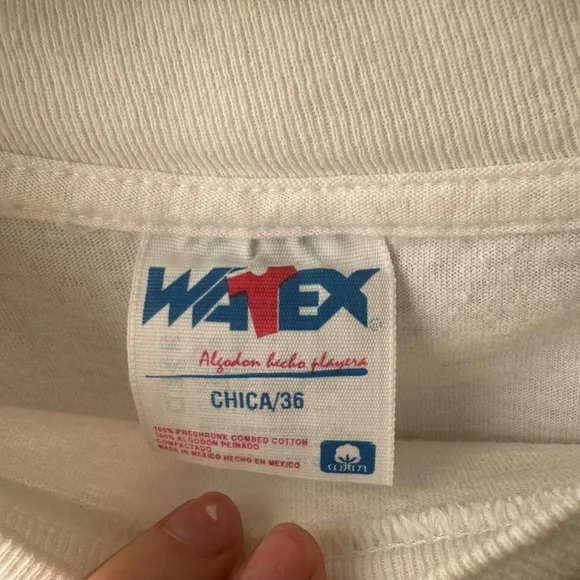 WATEX
Algodon hecho playera
CHICA/36
100% PRESHRUNK COMBED COTTON
100% ALGODON PEINADO
COMPACTADO
MADE IN MEXICO HECHO EN MEXICO
cotton